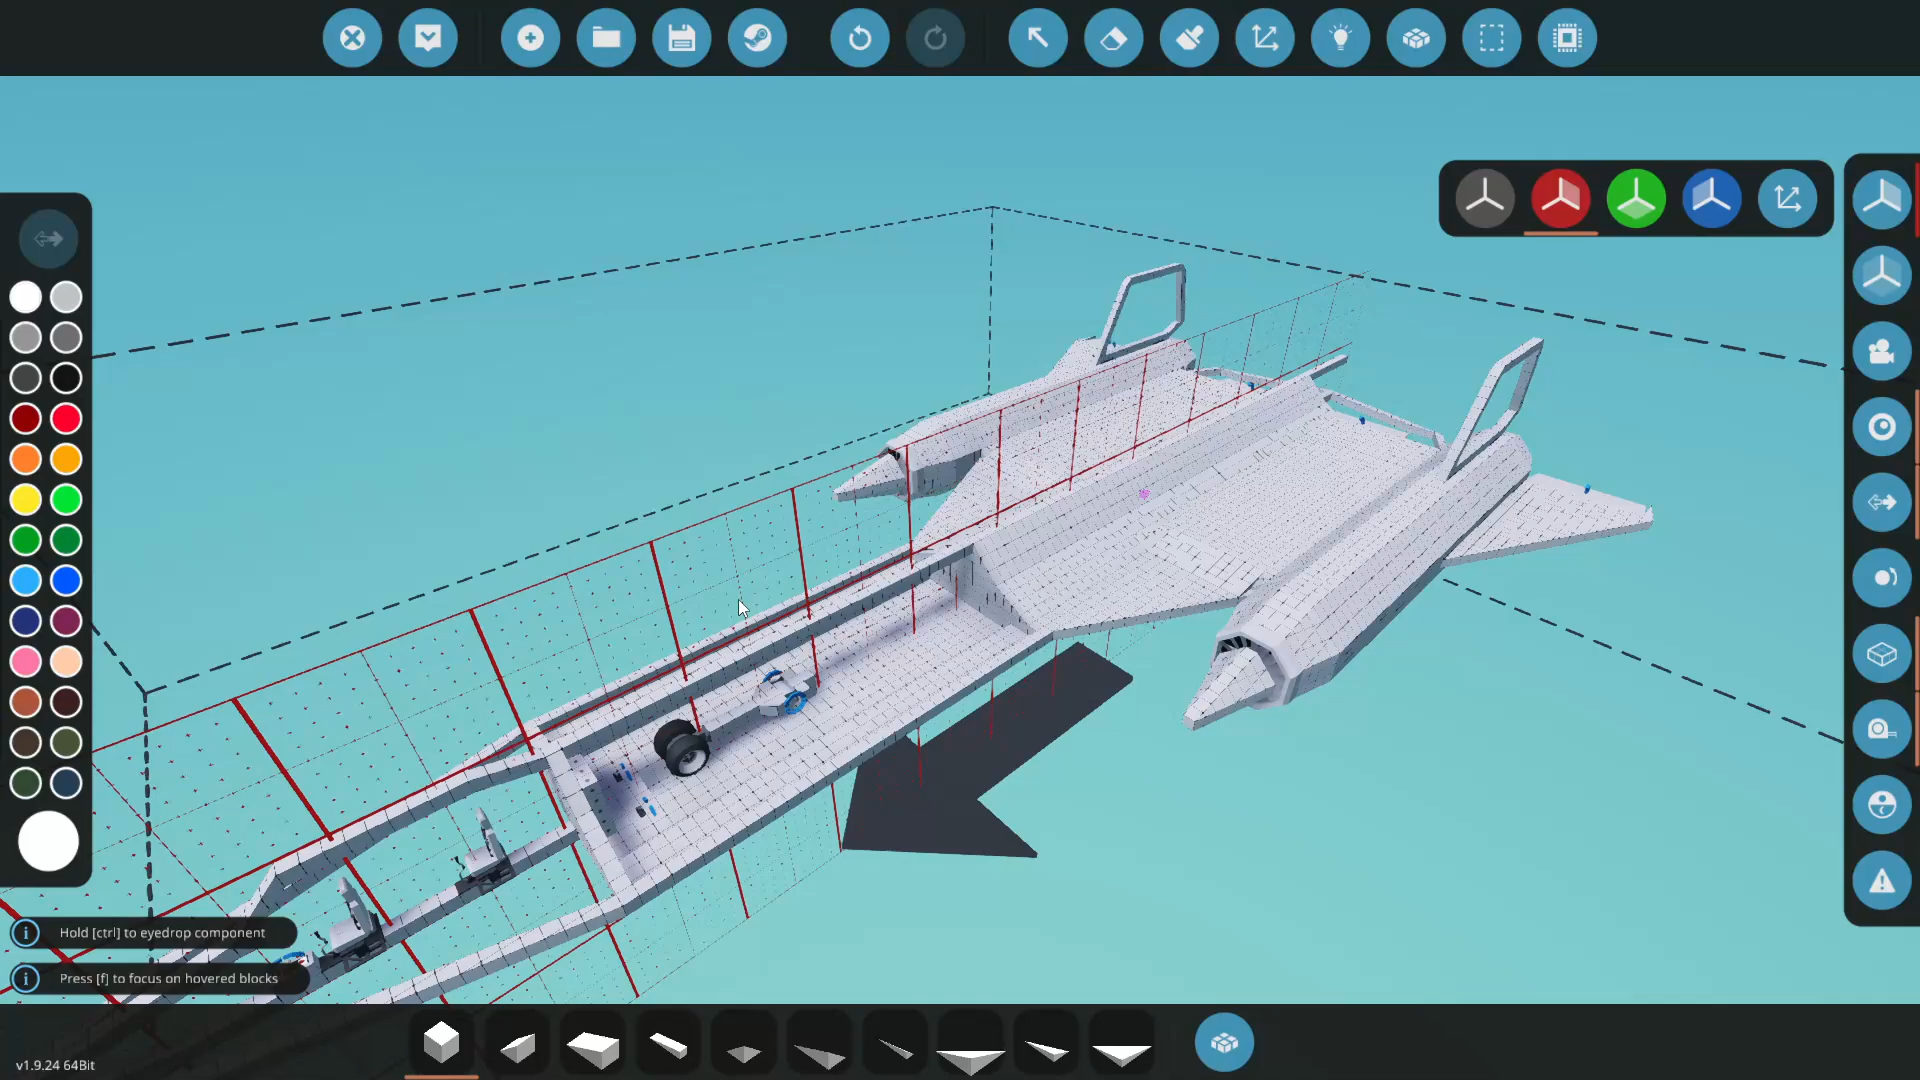 Hold [ctrl] to eyedrop component
Press [f] to focus on hovered blocks
v1.9.24 64Bit